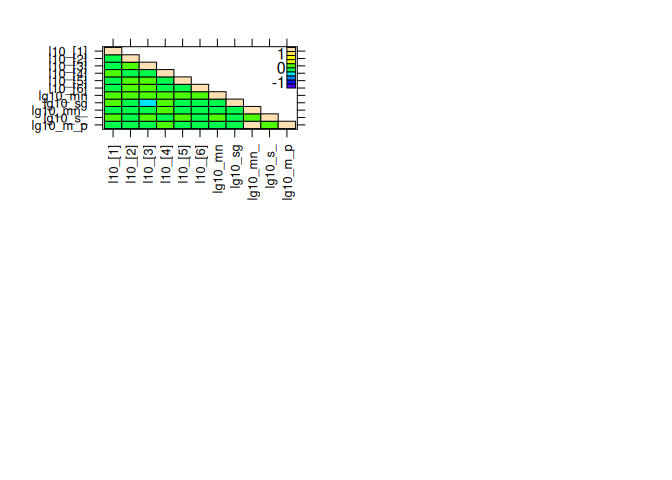 l10_[1]
l10_[2]
l10_[3]
l10_[4]
l10_[5]
l10_[6]
lg10_mn
lg10_sg
lg10_mn_
lg10_s_
lg10_m_p
1
0
-1
l10_[1]
l10_[2]
l10_[3]
l10_[4]
l10_[5]
l10_[6]
lg10_mn
lg10_sg
lg10_mn_
lg10_s_
lg10_m_p